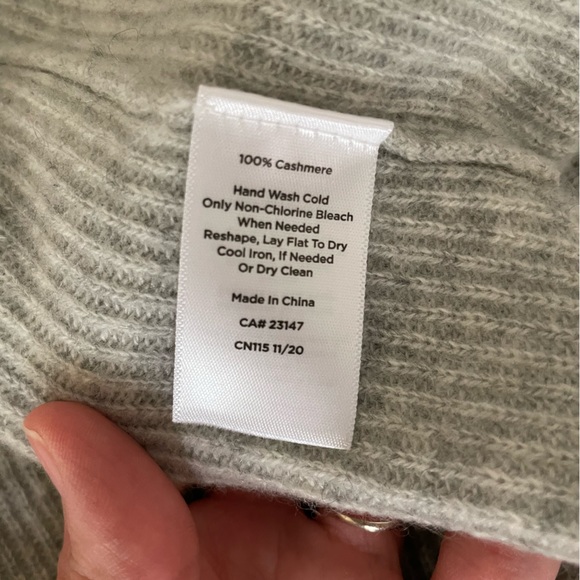 100% Cashmere
Hand Wash Cold
Only Non-Chlorine Bleach
When Needed
Reshape, Lay Flat To Dry
Cool Iron, If Needed
Or Dry Clean
Made In China
CA# 23147
CN115 11/20